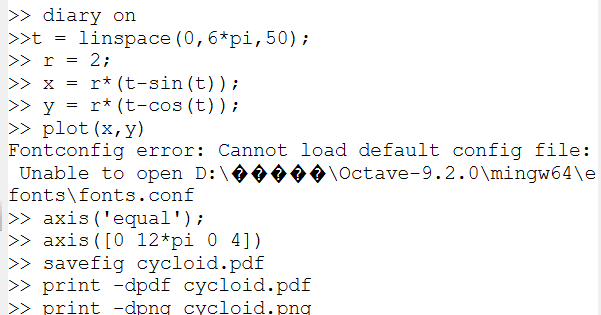 >> diary on
>>t = linspace(0,6*pi,50);
>> r = 2;
>> x = r*(t-sin(t));
>> y = r*(t-cos(t));
>> plot(x,y)
Fontconfig error: Cannot load default config file:
 Unable to open D:\�����\Octave-9.2.0\mingw64\e
fonts\fonts.conf
>> axis('equal');
>> axis([0 12*pi 0 4])
>> savefig cycloid.pdf
>> print -dpdf cycloid.pdf
>> print -dpng cycloid.png